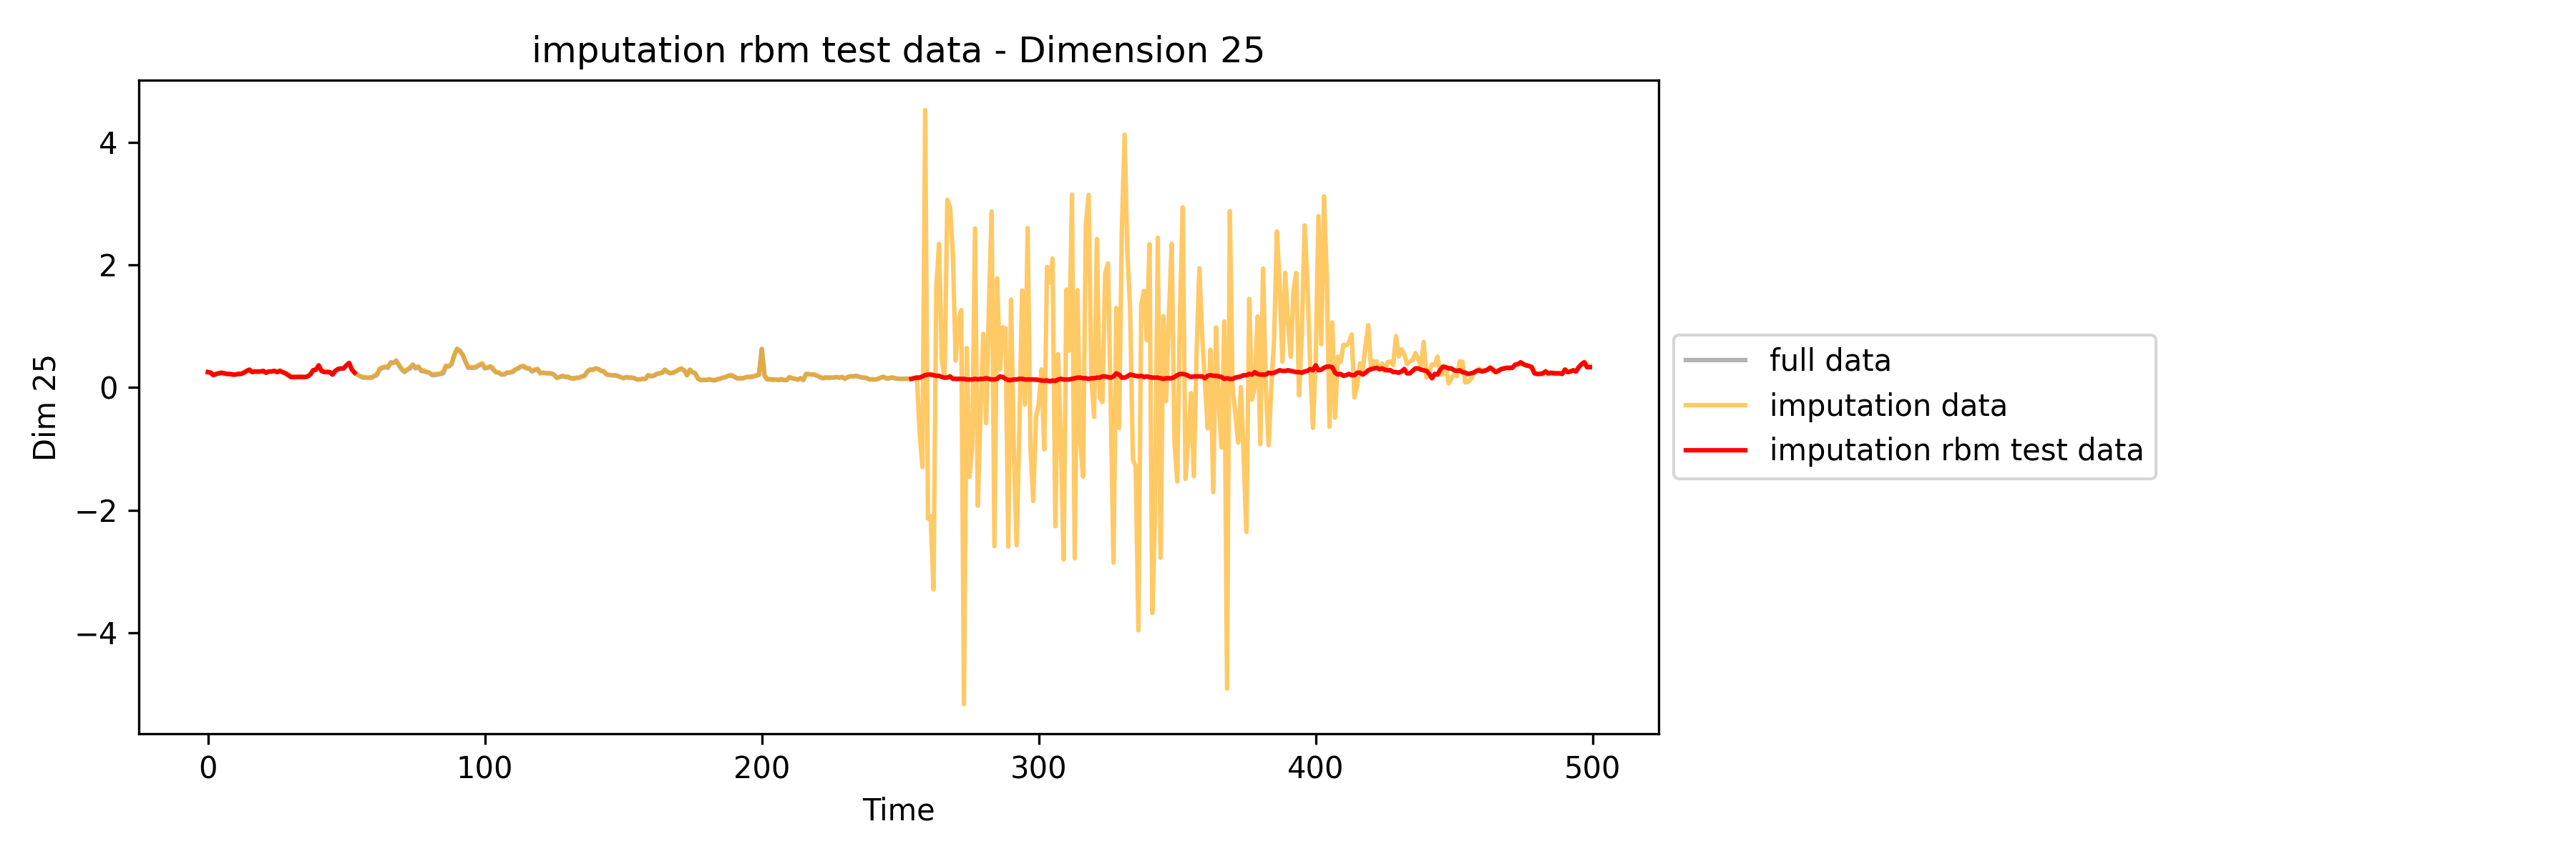 imputation rbm test data - Dimension 25
Dim 25
4
2
0
−2
−4
0 100 200 300 400 500
Time
full data
imputation data
imputation rbm test data